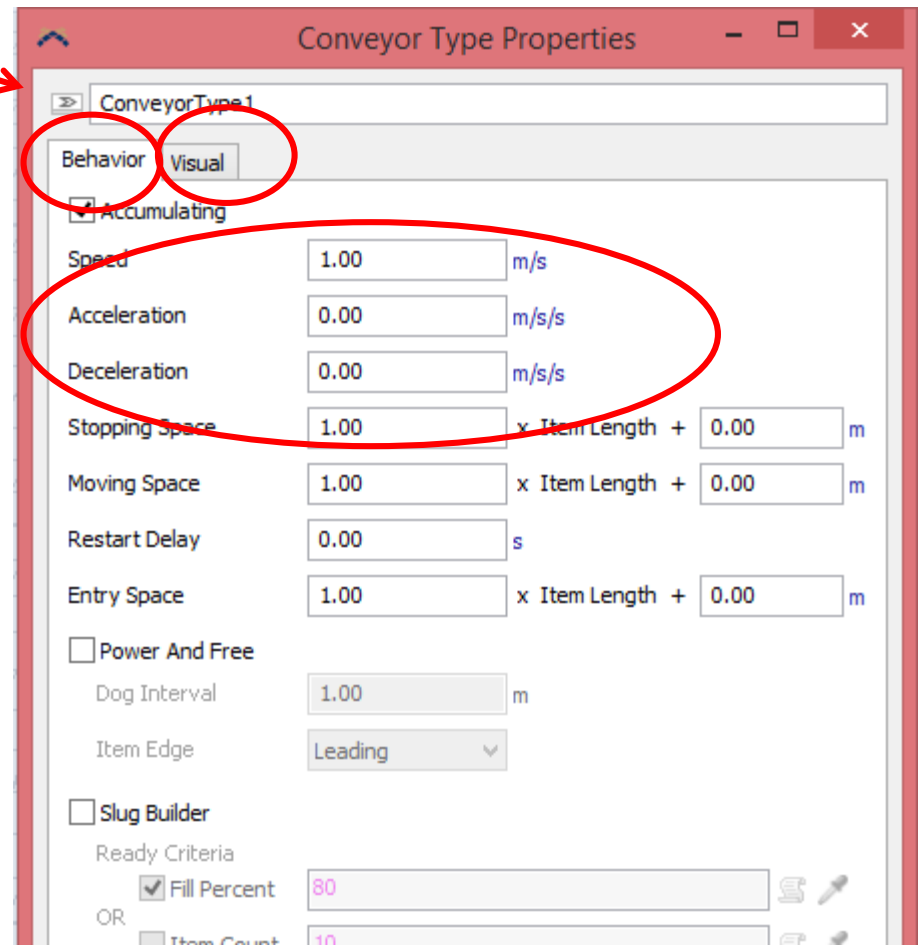 Conveyor Type Properties
ConveyorType1
Behavior Visual
Accumulating
Speed 1.00 m/s
Acceleration 0.00 m/s/s
Deceleration 0.00 m/s/s
Stopping Space 1.00 x Item Length + 0.00 m
Moving Space 1.00 x Item Length + 0.00 m
Restart Delay 0.00 s
Entry Space 1.00 x Item Length + 0.00 m
Power And Free
Dog Interval 1.00 m
Item Edge Leading
Slug Builder
Ready Criteria
Fill Percent 80
OR
Item Count 10